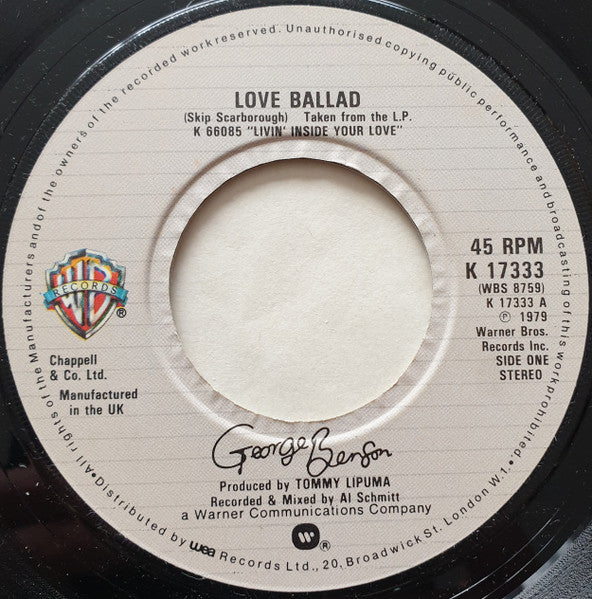 LOVE BALLAD
(Skip Scarborough) Taken from the L.P.
K 66085 "LIVIN' INSIDE YOUR LOVE"
WB
RECORDS
®
Chappell
& Co. Ltd.
Manufactured
in the UK
45 RPM
K 17333
(WBS 8759)
K 17333 A
℗ 1979
Warner Bros.
Records Inc.
SIDE ONE
STEREO
George Benson
Produced by TOMMY LIPUMA
Recorded & Mixed by Al Schmitt
a Warner Communications Company
W ®
All rights of the Manufacturers and of the owners of the recorded work reserved. Unauthorised copying public performance and broadcasting of this work prohibited.
• Distributed by wea Records Ltd., 20, Broadwick St. London W.1. •